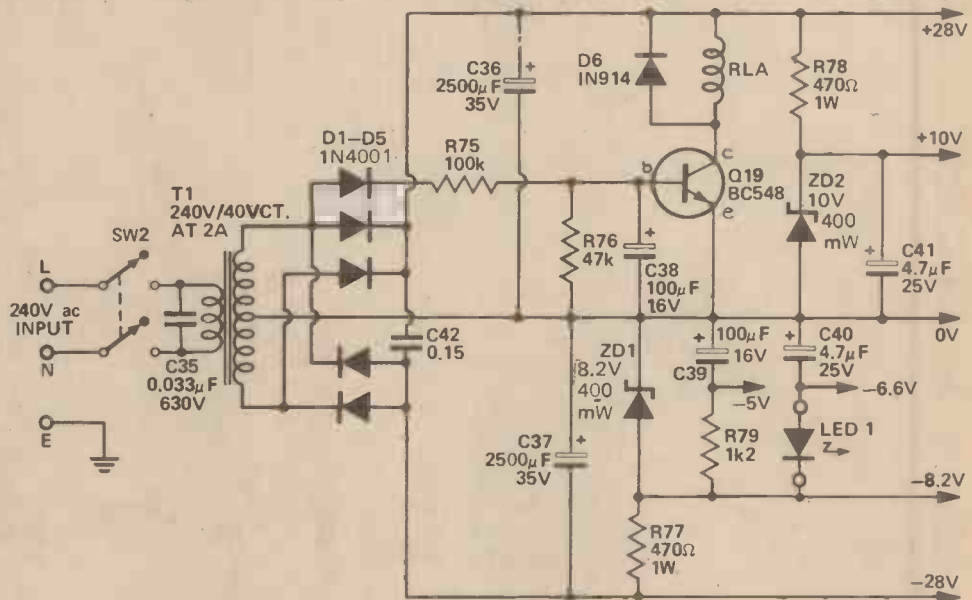 +28V
C36
2500µF
35V
+
D6
IN914
RLA
R78
470Ω
1W
D1–D5
1N4001
R75
100k
+10V
b
c
e
Q19
BC548
ZD2
10V
400
mW
T1
240V/40VCT.
AT 2A
SW2
R76
47k
+
C38
100µF
16V
+
C41
4.7µF
25V
L
240V ac
INPUT
N
C35
0.033µF
630V
C42
0.15
0V
ZD1
8.2V
400
mW
+
100µF
16V
C39
+
C40
4.7µF
25V
–5V
–6.6V
E
+
C37
2500µF
35V
R79
1k2
LED 1
–8.2V
R77
470Ω
1W
–28V